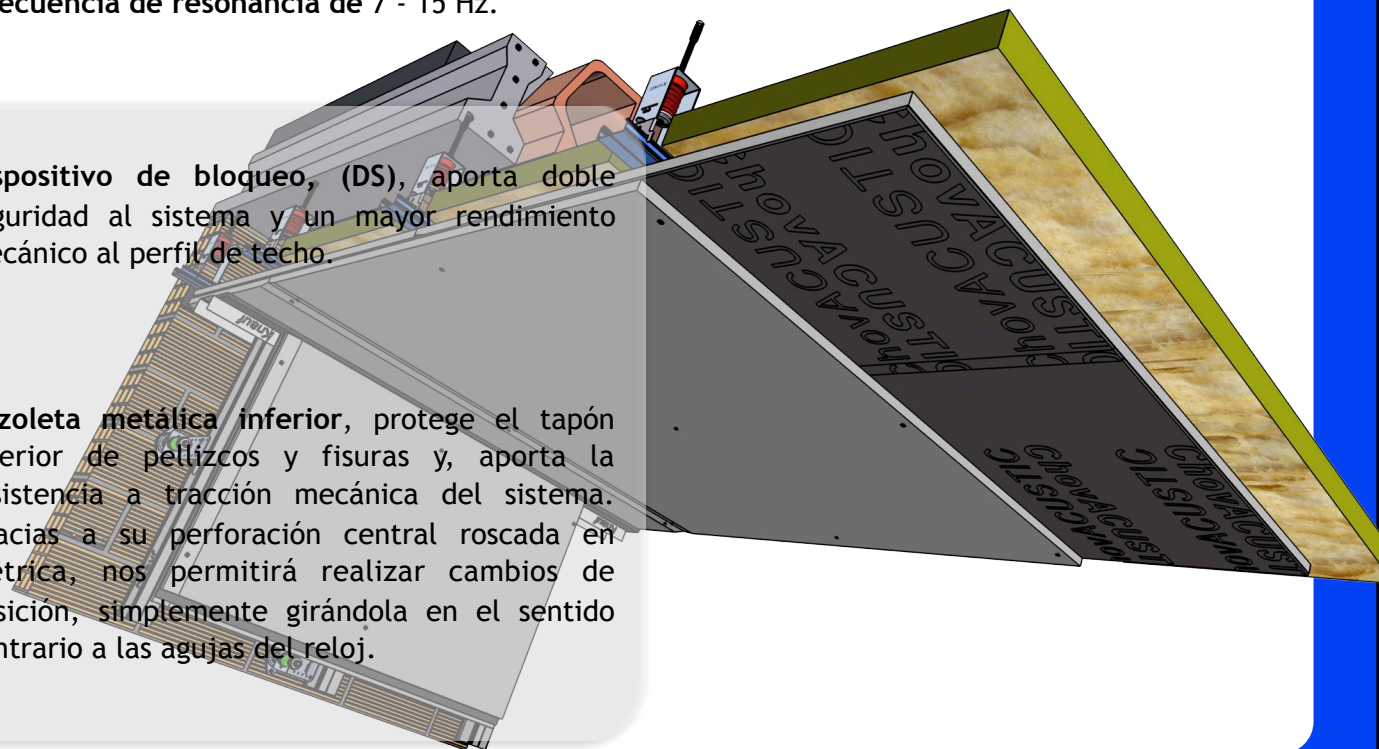 ecuencia de resonancia de 7 - 15 Hz.
spositivo de bloqueo, (DS), aporta doble
guridad al sistema y un mayor rendimiento
ecánico al perfil de techo.
zoleta metálica inferior, protege el tapón
erior de pellizcos y fisuras y, aporta la
sistencia a tracción mecánica del sistema.
acias a su perforación central roscada en
étrica, nos permitirá realizar cambios de
sición, simplemente girándola en el sentido
ntrario a las agujas del reloj.
Knauf
ChovACUSTIC
ChovACUSTIC
ChovACUSTIC
ChovACUSTIC